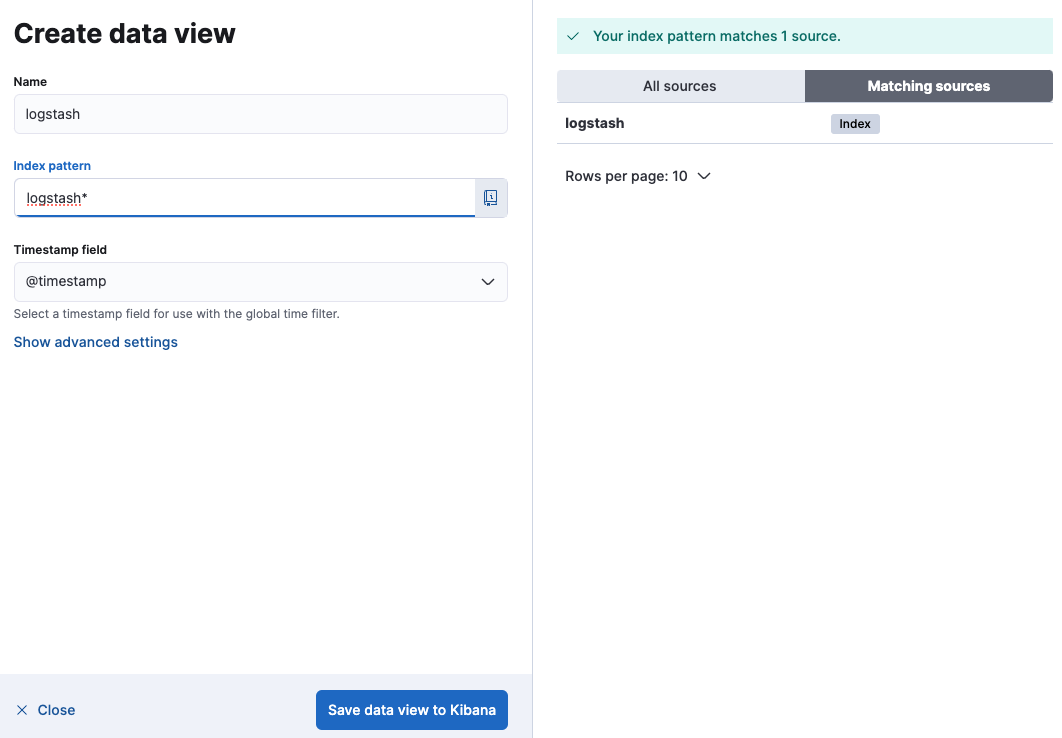 Create data view
Name
logstash
Index pattern
logstash*
Timestamp field
@timestamp
Select a timestamp field for use with the global time filter.
Show advanced settings
Close
Save data view to Kibana
Your index pattern matches 1 source.
All sources
Matching sources
logstash
Index
Rows per page: 10